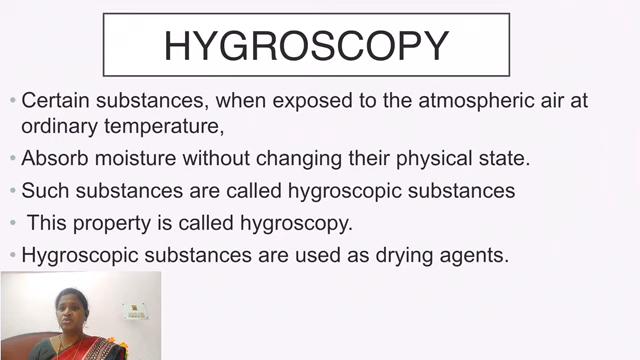 HYGROSCOPY
• Certain substances, when exposed to the atmospheric air at
ordinary temperature,
• Absorb moisture without changing their physical state.
• Such substances are called hygroscopic substances
• This property is called hygroscopy.
• Hygroscopic substances are used as drying agents.